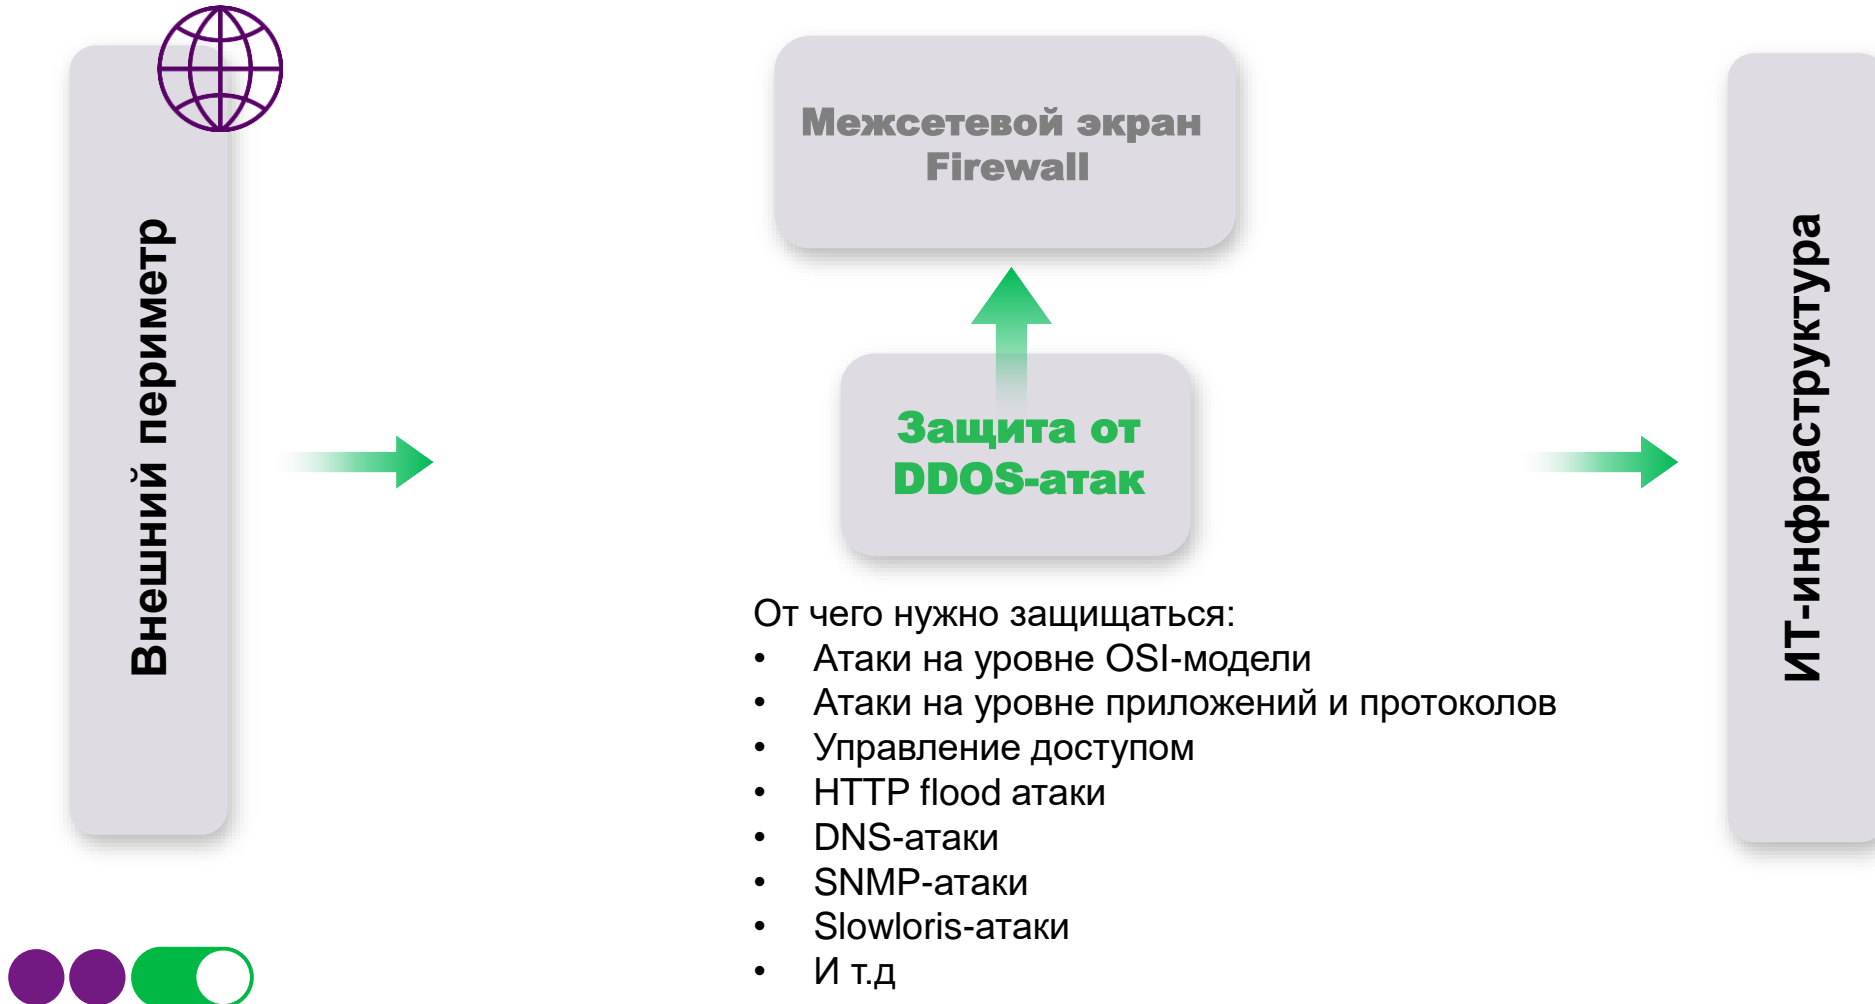 Внешний периметр
Межсетевой экран
Firewall
Защита от
DDOS-атак
От чего нужно защищаться:
• Атаки на уровне OSI-модели
• Атаки на уровне приложений и протоколов
• Управление доступом
• HTTP flood атаки
• DNS-атаки
• SNMP-атаки
• Slowloris-атаки
• И т.д
ИТ-инфраструктура